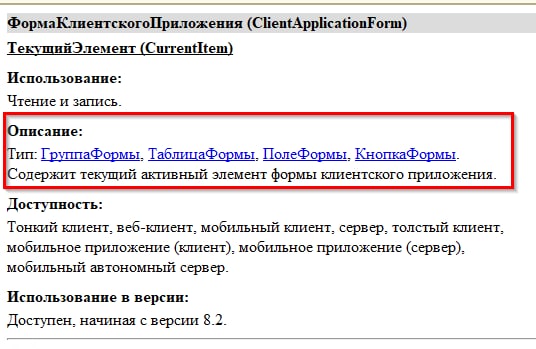 ФормаКлиентскогоПриложения (ClientApplicationForm)
ТекущийЭлемент (CurrentItem)
Использование:
Чтение и запись.
Описание:
Тип: ГруппаФормы, ТаблицаФормы, ПолеФормы, КнопкаФормы.
Содержит текущий активный элемент формы клиентского приложения.
Доступность:
Тонкий клиент, веб-клиент, мобильный клиент, сервер, толстый клиент,
мобильное приложение (клиент), мобильное приложение (сервер),
мобильный автономный сервер.
Использование в версии:
Доступен, начиная с версии 8.2.